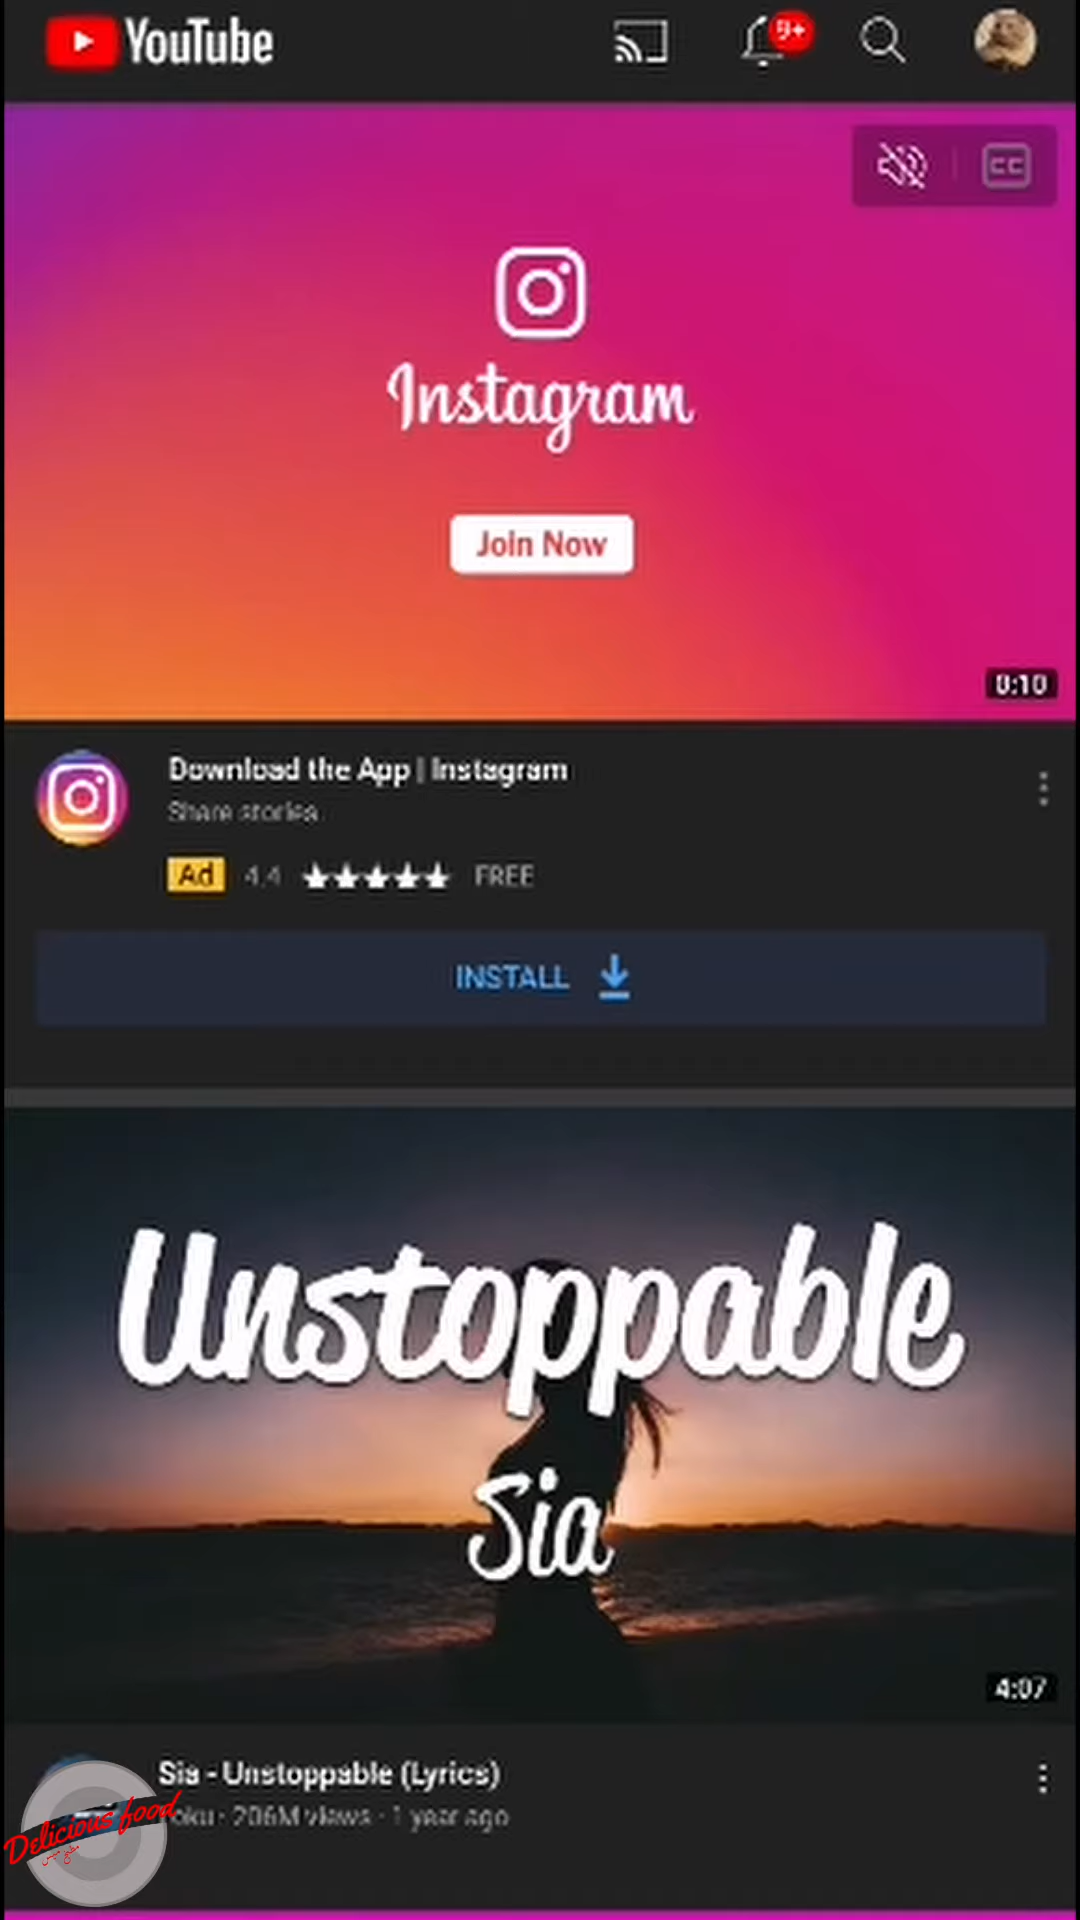 YouTube
9+
CC
Instagram
Join Now
0:10
Download the App | Instagram
Share stories.
Ad 4.4 FREE
INSTALL
Unstoppable
Sia
4:07
Sia - Unstoppable (Lyrics)
206M views · 1 year ago
Delicious food